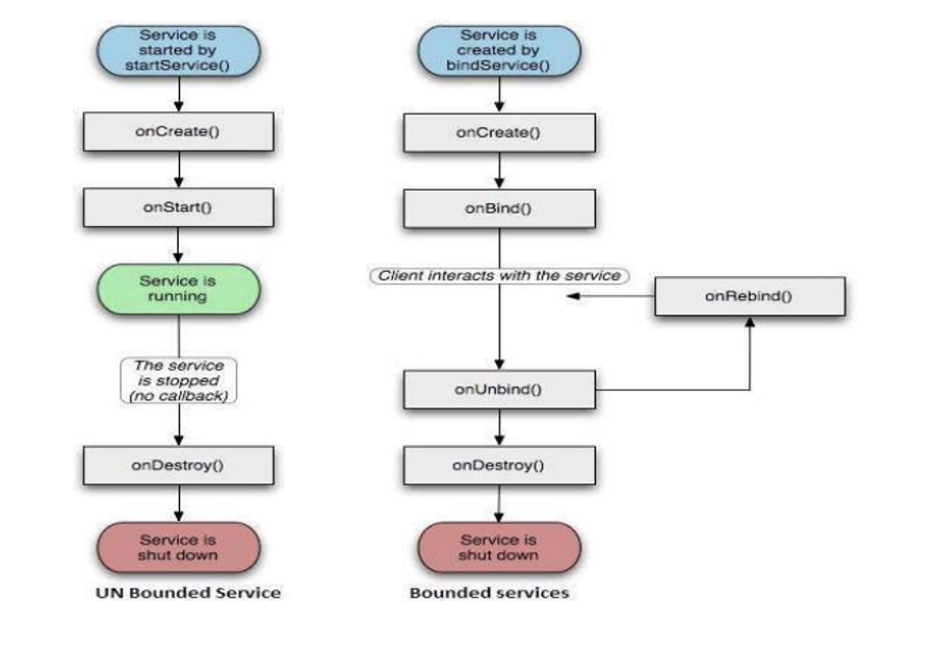 Service is
started by
startService()
onCreate()
onStart()
Service is
running
The service
is stopped
(no callback)
onDestroy()
Service is
shut down
UN Bounded Service
Service is
created by
bindService()
onCreate()
onBind()
Client interacts with the service
onRebind()
onUnbind()
onDestroy()
Service is
shut down
Bounded services